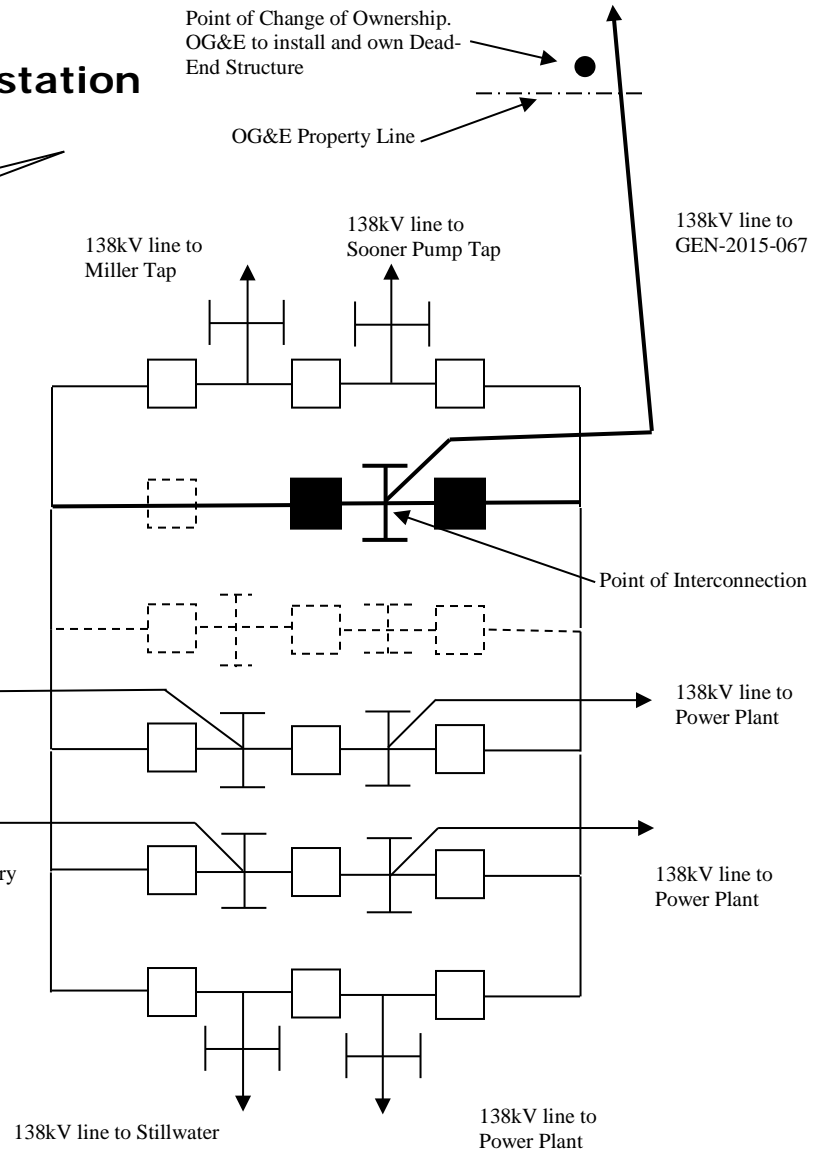 Point of Change of Ownership.
OG&E to install and own Dead-
End Structure
station
OG&E Property Line
138kV line to
Miller Tap
138kV line to
Sooner Pump Tap
138kV line to
GEN-2015-067
Point of Interconnection
138kV line to
Power Plant
ry
138kV line to
Power Plant
138kV line to Stillwater
138kV line to
Power Plant